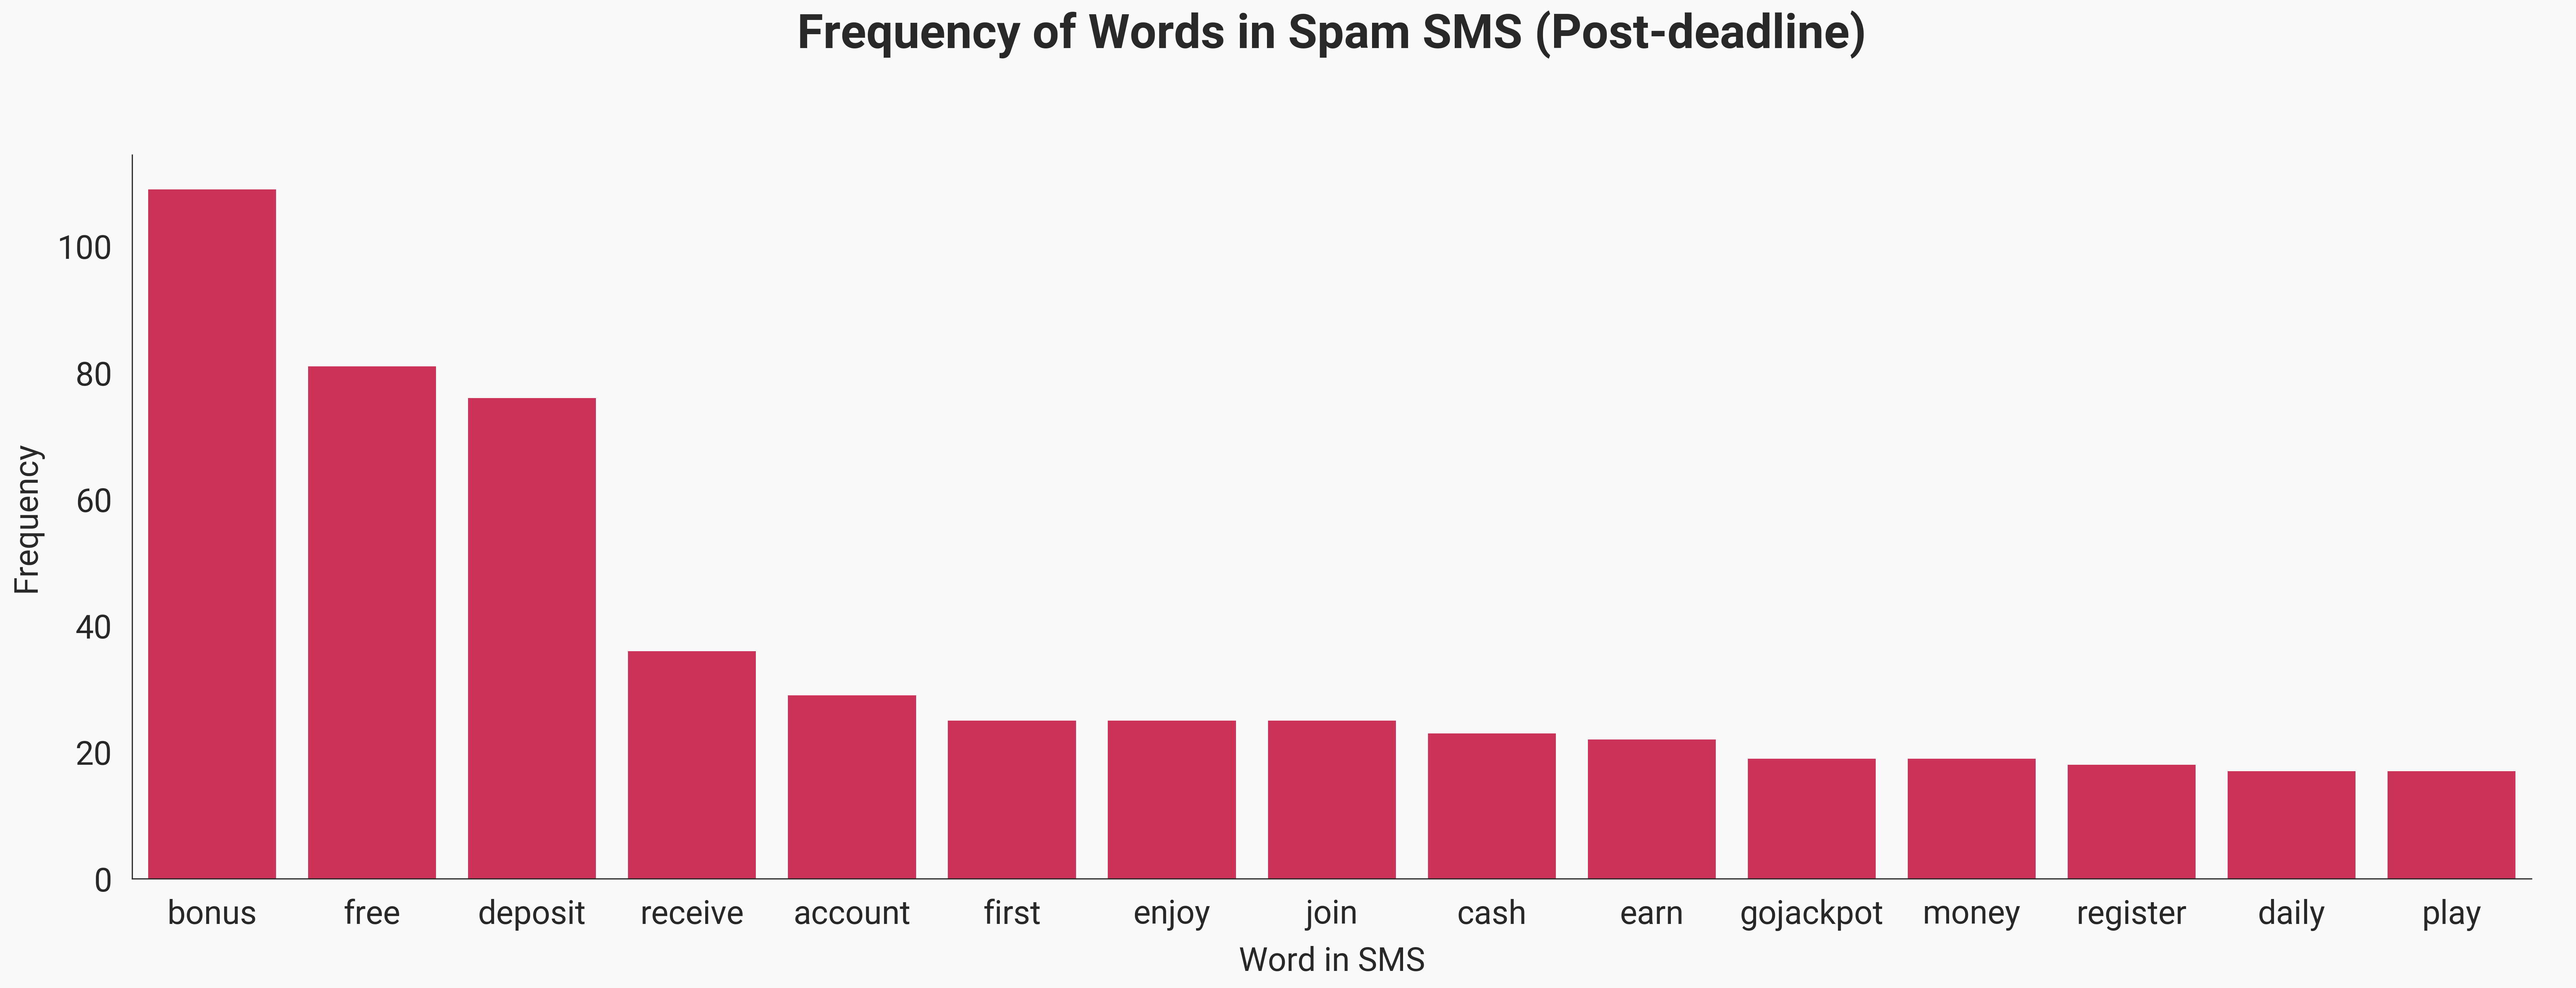 Frequency of Words in Spam SMS (Post-deadline)
Frequency
100
80
60
40
20
0
bonus free deposit receive account first enjoy join cash earn gojackpot money register daily play
Word in SMS